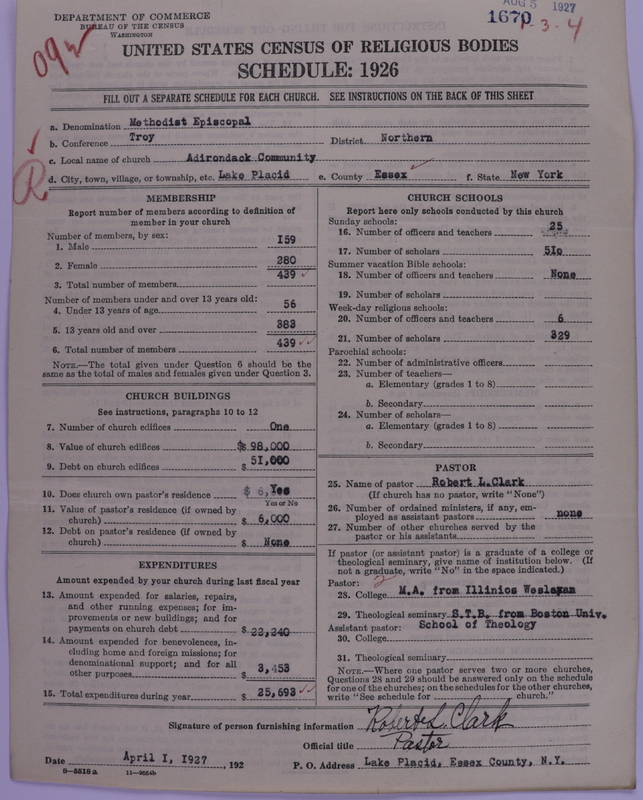 DEPARTMENT OF COMMERCE
BUREAU OF THE CENSUS
WASHINGTON
AUG 5 1927
1670
1-3-4
UNITED STATES CENSUS OF RELIGIOUS BODIES
SCHEDULE: 1926
FILL OUT A SEPARATE SCHEDULE FOR EACH CHURCH. SEE INSTRUCTIONS ON THE BACK OF THIS SHEET
a. Denomination Methodist Episcopal
b. Conference Troy District Northern
c. Local name of church Adirondack Community
d. City, town, village, or township, etc. Lake Placid e. County Essex f. State New York
R
MEMBERSHIP
Report number of members according to definition of
member in your church
Number of members, by sex:
1. Male 159
2. Female 280
3. Total number of members 439
Number of members under and over 13 years old:
4. Under 13 years of age 56
5. 13 years old and over 383
6. Total number of members 439
NOTE.—The total given under Question 6 should be the
same as the total of males and females given under Question 3.
CHURCH BUILDINGS
See instructions, paragraphs 10 to 12
7. Number of church edifices One
8. Value of church edifices $ 98,000
9. Debt on church edifices $ 51,000
10. Does church own pastor's residence $ 6,Yes
Yes or No
11. Value of pastor's residence (if owned by
church) $ 6,000
12. Debt on pastor's residence (if owned by
church) $ None
EXPENDITURES
Amount expended by your church during last fiscal year
13. Amount expended for salaries, repairs,
and other running expenses; for im-
provements or new buildings; and for
payments on church debt $ 22,240
14. Amount expended for benevolences, in-
cluding home and foreign missions; for
denominational support; and for all
other purposes $ 3,453
15. Total expenditures during year $ 25,693
CHURCH SCHOOLS
Report here only schools conducted by this church
Sunday schools:
16. Number of officers and teachers 25
17. Number of scholars 510
Summer vacation Bible schools:
18. Number of officers and teachers None
19. Number of scholars
Week-day religious schools:
20. Number of officers and teachers 6
21. Number of scholars 329
Parochial schools:
22. Number of administrative officers
23. Number of teachers—
a. Elementary (grades 1 to 8)
b. Secondary
24. Number of scholars—
a. Elementary (grades 1 to 8)
b. Secondary
PASTOR
25. Name of pastor Robert L.Clark
(If church has no pastor, write "None")
26. Number of ordained ministers, if any, em-
ployed as assistant pastors none
27. Number of other churches served by the
pastor or his assistants
If pastor (or assistant pastor) is a graduate of a college or
theological seminary, give name of institution below. (If
not a graduate, write "No" in the space indicated.)
Pastor: 2
28. College M.A. from Illinios Wesleyan
29. Theological seminary S.T.B. from Boston Univ.
Assistant pastor: School of Theology
30. College
31. Theological seminary
NOTE.—Where one pastor serves two or more churches,
Questions 28 and 29 should be answered only on the schedule
for one of the churches; on the schedules for the other churches,
write "See schedule for church."
Signature of person furnishing information Robert L. Clark
Official title Pastor
Date April I, 1927, 192 P. O. Address Lake Placid, Essex County, N.Y.
8—5518 a 11—9554b